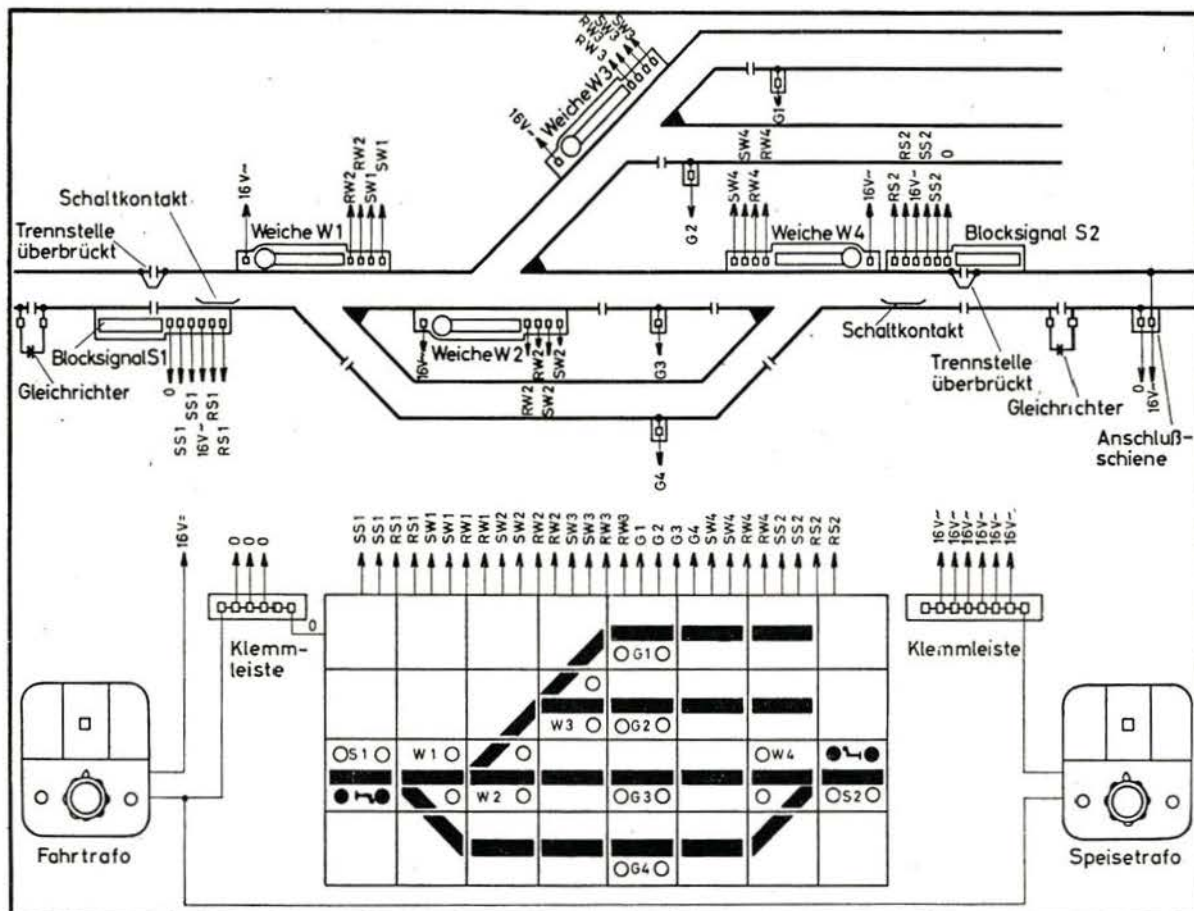 SW3
SW3
RW3
RW3
Weiche W3
16V~
G1
G2
Schaltkontakt
Trennstelle
überbrückt
16V~
RW2
RW2
SW1
SW1
Weiche W1
SW4
SW4
RW4
RW4
Weiche W4
16V~
RS2
RS2
16V~
SS2
SS2
0
Blocksignal S2
Blocksignal S1
Gleichrichter
0
SS1
SS1
16V~
RS1
RS1
16V~
Weiche W2
RW2
RW2
SW2
SW2
G3
G4
Schaltkontakt
Trennstelle
überbrückt
Gleichrichter
0
16V~
Anschluß-
schiene
16V=
0
0
0
Klemm-
leiste
0
SS1
SS1
RS1
RS1
SW1
SW1
RW1
RW1
SW2
SW2
RW2
RW2
SW3
SW3
RW3
RW3
G1
G2
G3
G4
SW4
SW4
RW4
RW4
SS2
SS2
RS2
RS2
16V~
16V~
16V~
16V~
16V~
16V~
Klemmleiste
G1
W3
G2
S1
W1
W4
W2
G3
S2
G4
Fahrtrafo
Speisetrafo